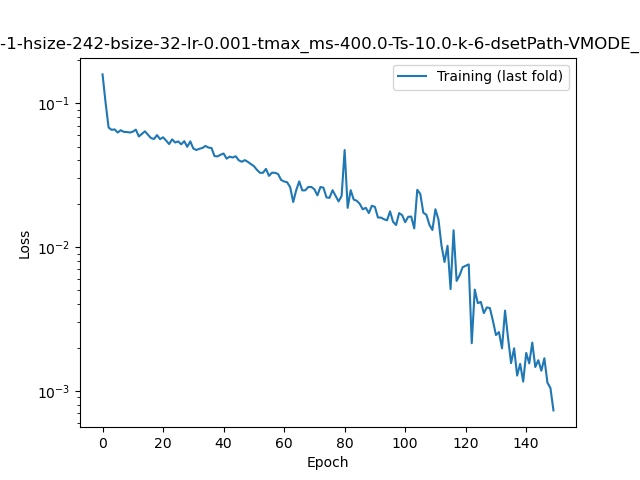 -1-hsize-242-bsize-32-lr-0.001-tmax_ms-400.0-Ts-10.0-k-6-dsetPath-VMODE_
Training (last fold)
10⁻¹
10⁻²
10⁻³
Loss
0 20 40 60 80 100 120 140
Epoch